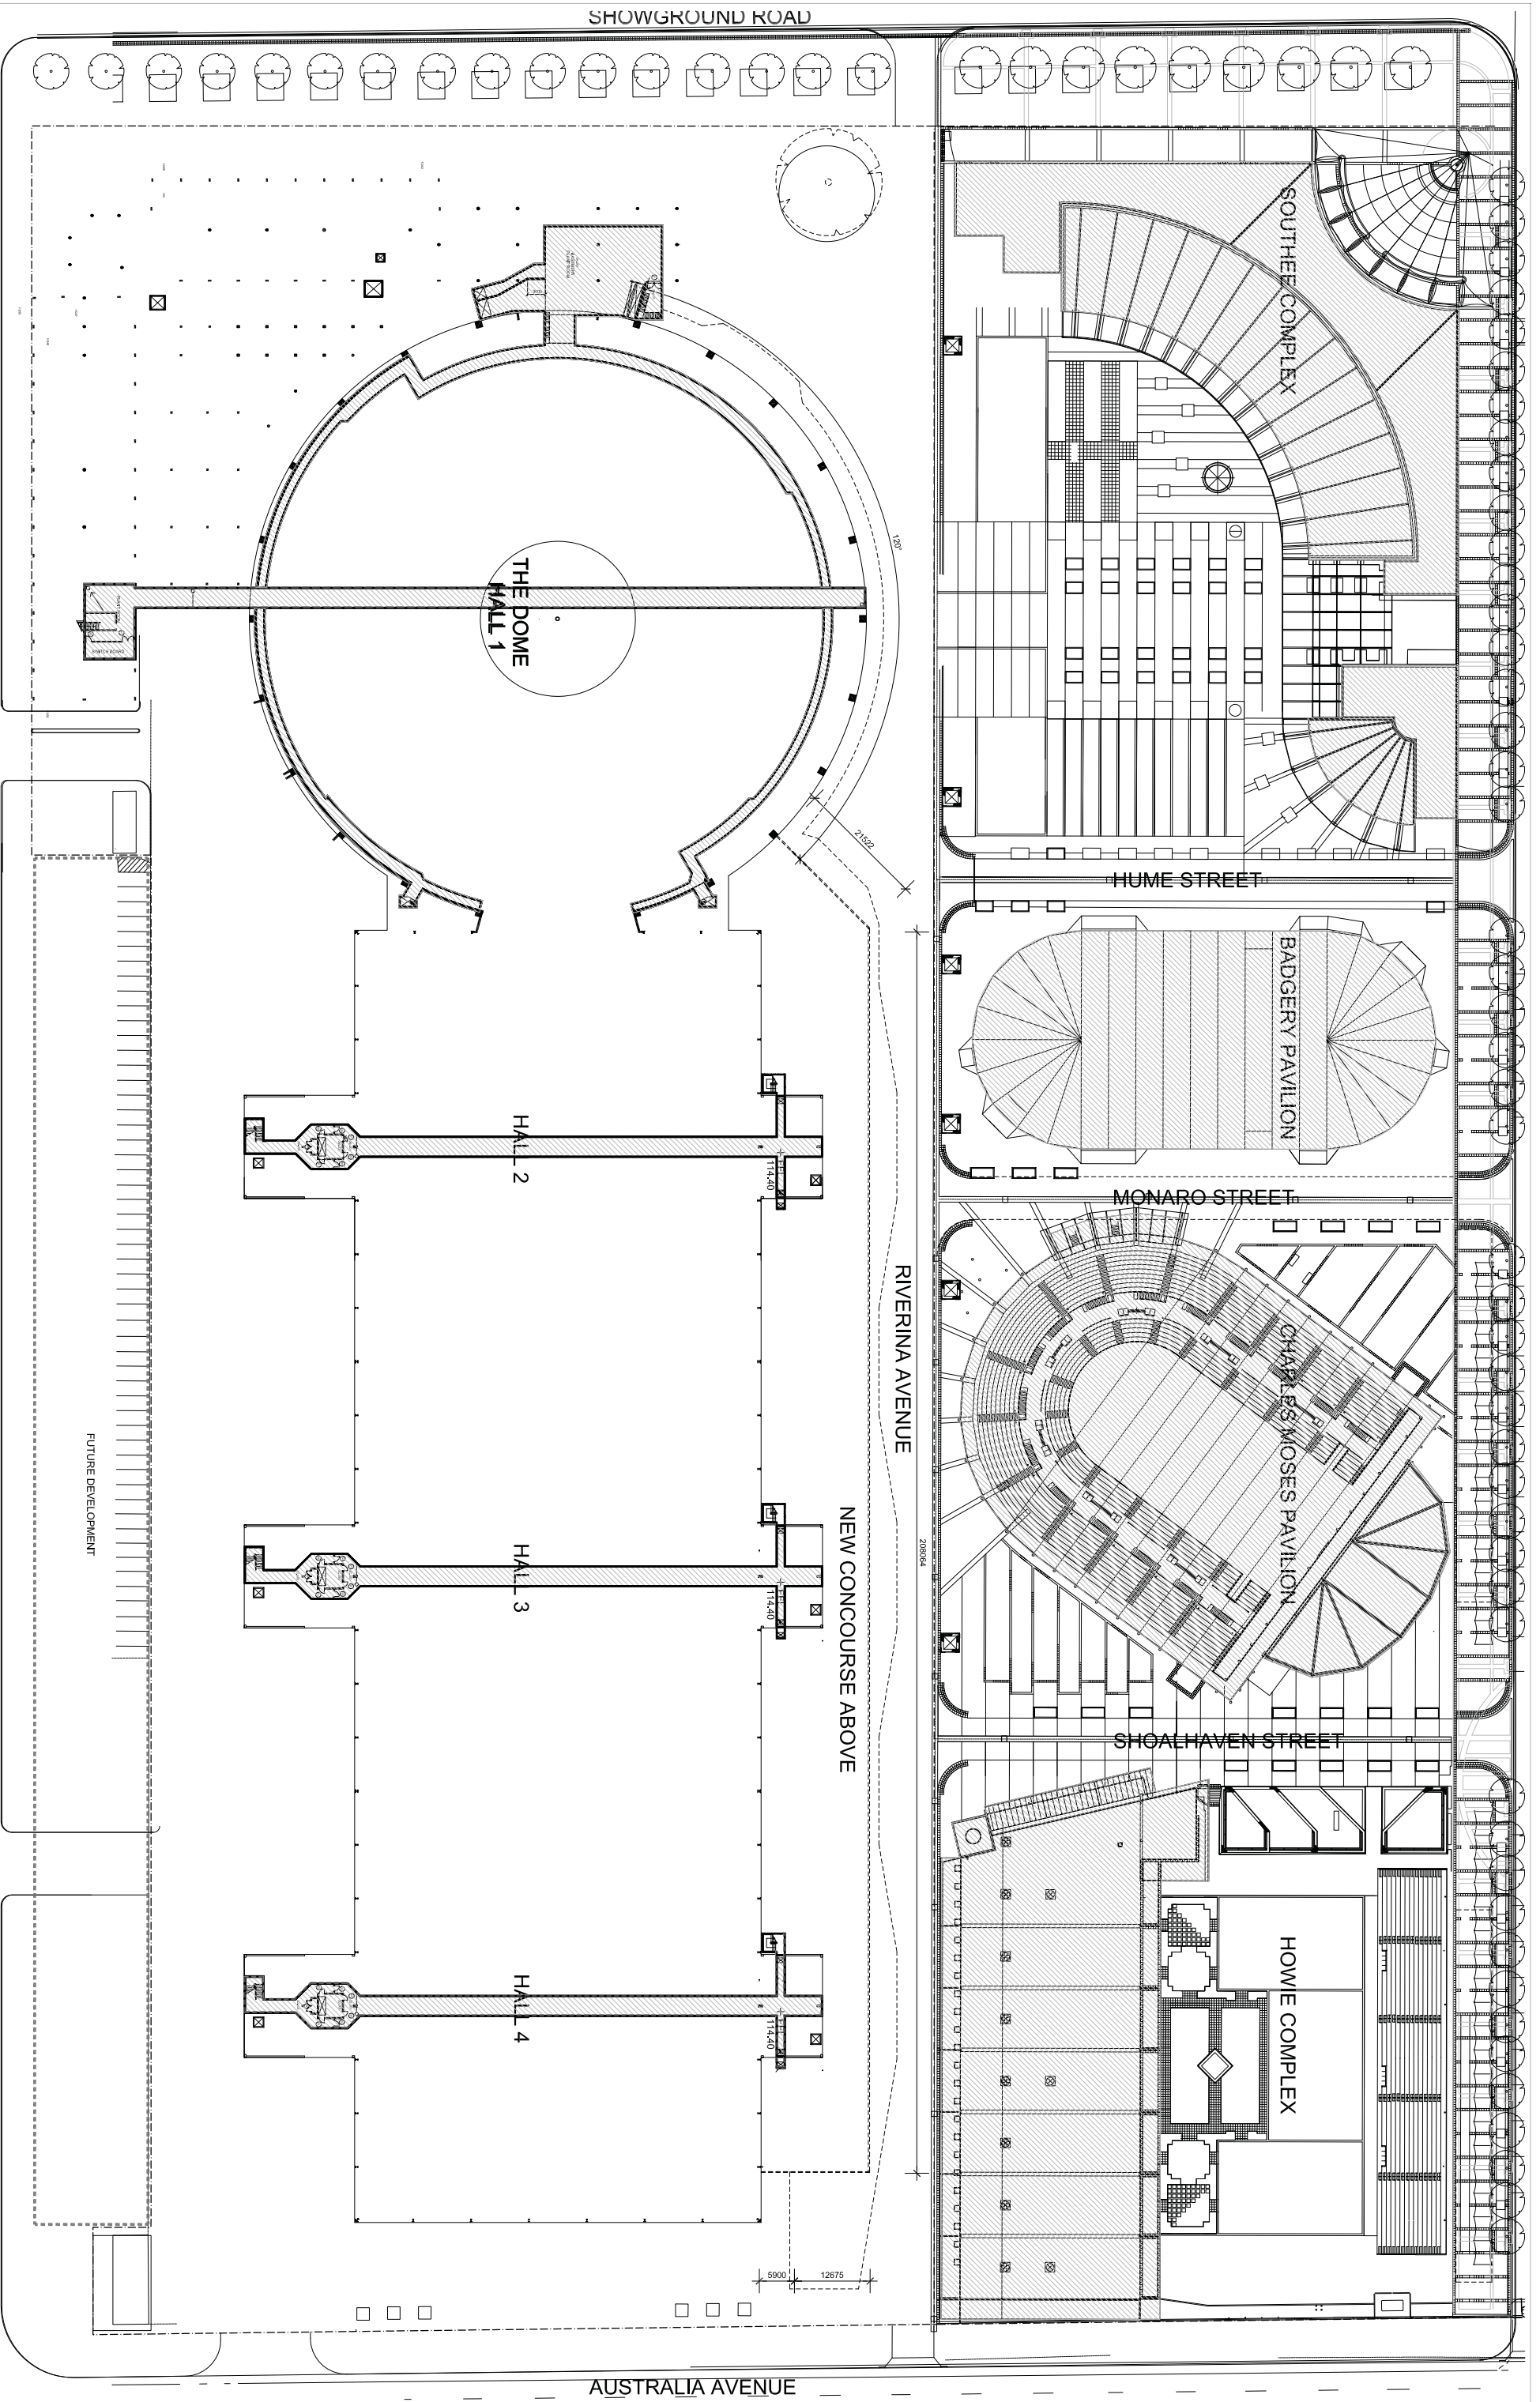 SHOWGROUND ROAD
SOUTHEE COMPLEX
120°
THE DOME
HALL 1
21522
HUME STREET
BADGERY PAVILION
HALL 2
114.40
MONARO STREET
RIVERINA AVENUE
CHARLES MOSES PAVILION
FUTURE DEVELOPMENT
HALL 3
114.40
NEW CONCOURSE ABOVE
208064
SHOALHAVEN STREET
HOWIE COMPLEX
HALL 4
114.40
5900
12675
AUSTRALIA AVENUE